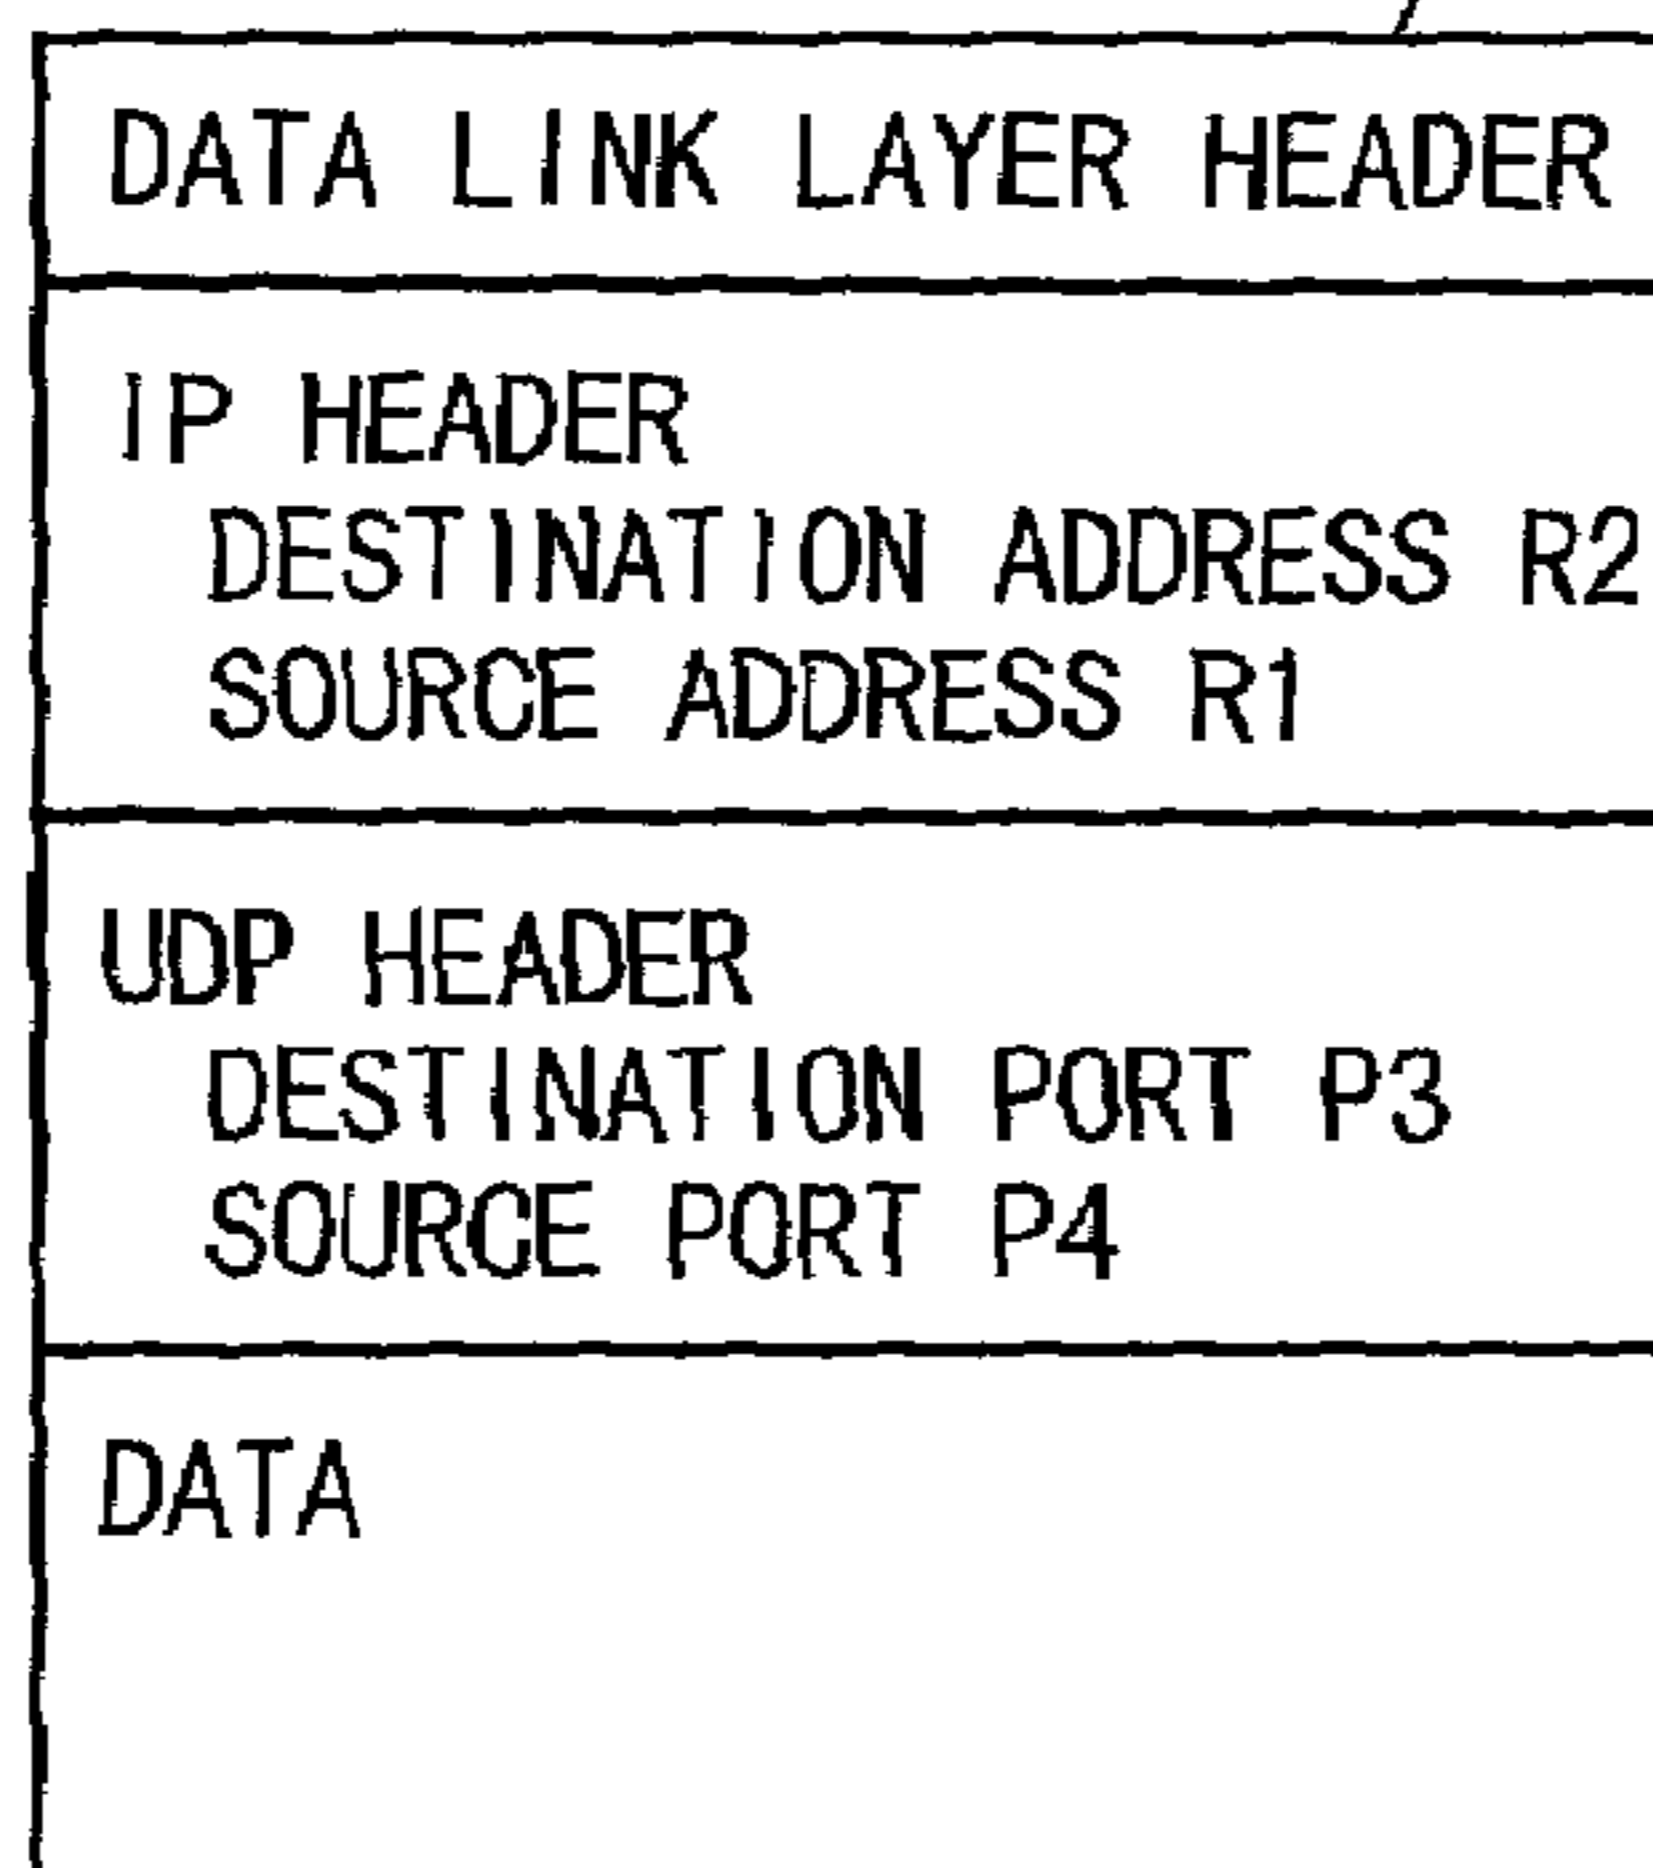 DATA LINK LAYER HEADER
IP HEADER
DESTINATION ADDRESS R2
SOURCE ADDRESS R1
UDP HEADER
DESTINATION PORT P3
SOURCE PORT P4
DATA